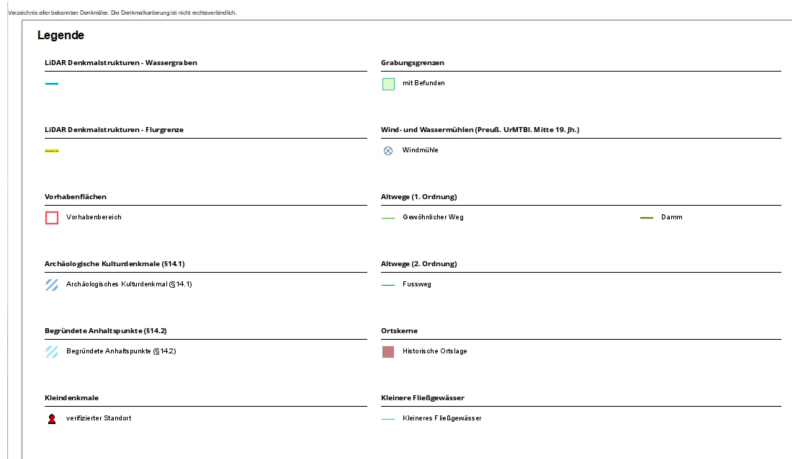 Verzeichnis aller bekannten Denkmäler. Die Denkmalkartierung ist nicht rechtsverbindlich.
Legende
LiDAR Denkmalstrukturen - Wassergraben
Grabungsgrenzen
mit Befunden
LiDAR Denkmalstrukturen - Flurgrenze
Wind- und Wassermühlen (Preuß. UrMTBl. Mitte 19. Jh.)
Windmühle
Vorhabenflächen
Altwege (1. Ordnung)
Vorhabenbereich
Gewöhnlicher Weg
Damm
Archäologische Kulturdenkmale (§14.1)
Altwege (2. Ordnung)
Archäologisches Kulturdenkmal (§14.1)
Fussweg
Begründete Anhaltspunkte (§14.2)
Ortskerne
Begründete Anhaltspunkte (§14.2)
Historische Ortslage
Kleindenkmale
Kleinere Fließgewässer
verifizierter Standort
Kleineres Fließgewässer